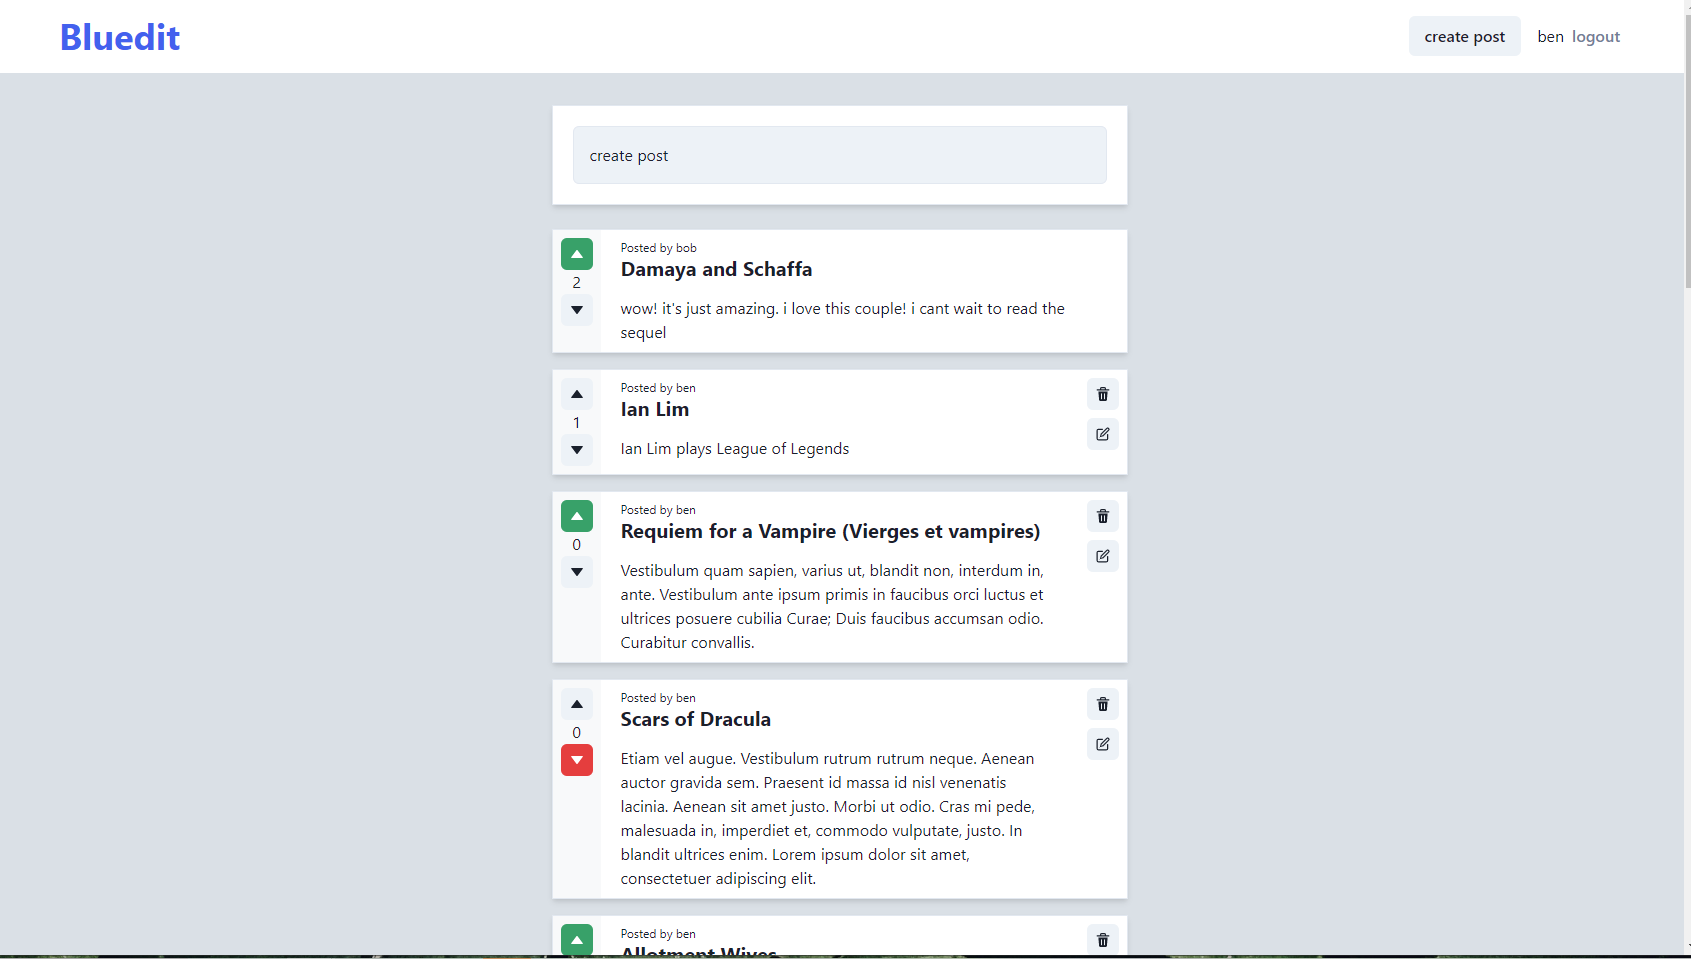 Bluedit
create post
ben logout
create post
Posted by bob
Damaya and Schaffa
2
wow! it's just amazing. i love this couple! i cant wait to read the
sequel
Posted by ben
Ian Lim
1
Ian Lim plays League of Legends
Posted by ben
Requiem for a Vampire (Vierges et vampires)
0
Vestibulum quam sapien, varius ut, blandit non, interdum in,
ante. Vestibulum ante ipsum primis in faucibus orci luctus et
ultrices posuere cubilia Curae; Duis faucibus accumsan odio.
Curabitur convallis.
Posted by ben
Scars of Dracula
0
Etiam vel augue. Vestibulum rutrum rutrum neque. Aenean
auctor gravida sem. Praesent id massa id nisl venenatis
lacinia. Aenean sit amet justo. Morbi ut odio. Cras mi pede,
malesuada in, imperdiet et, commodo vulputate, justo. In
blandit ultrices enim. Lorem ipsum dolor sit amet,
consectetuer adipiscing elit.
Posted by ben
Allotment Wives